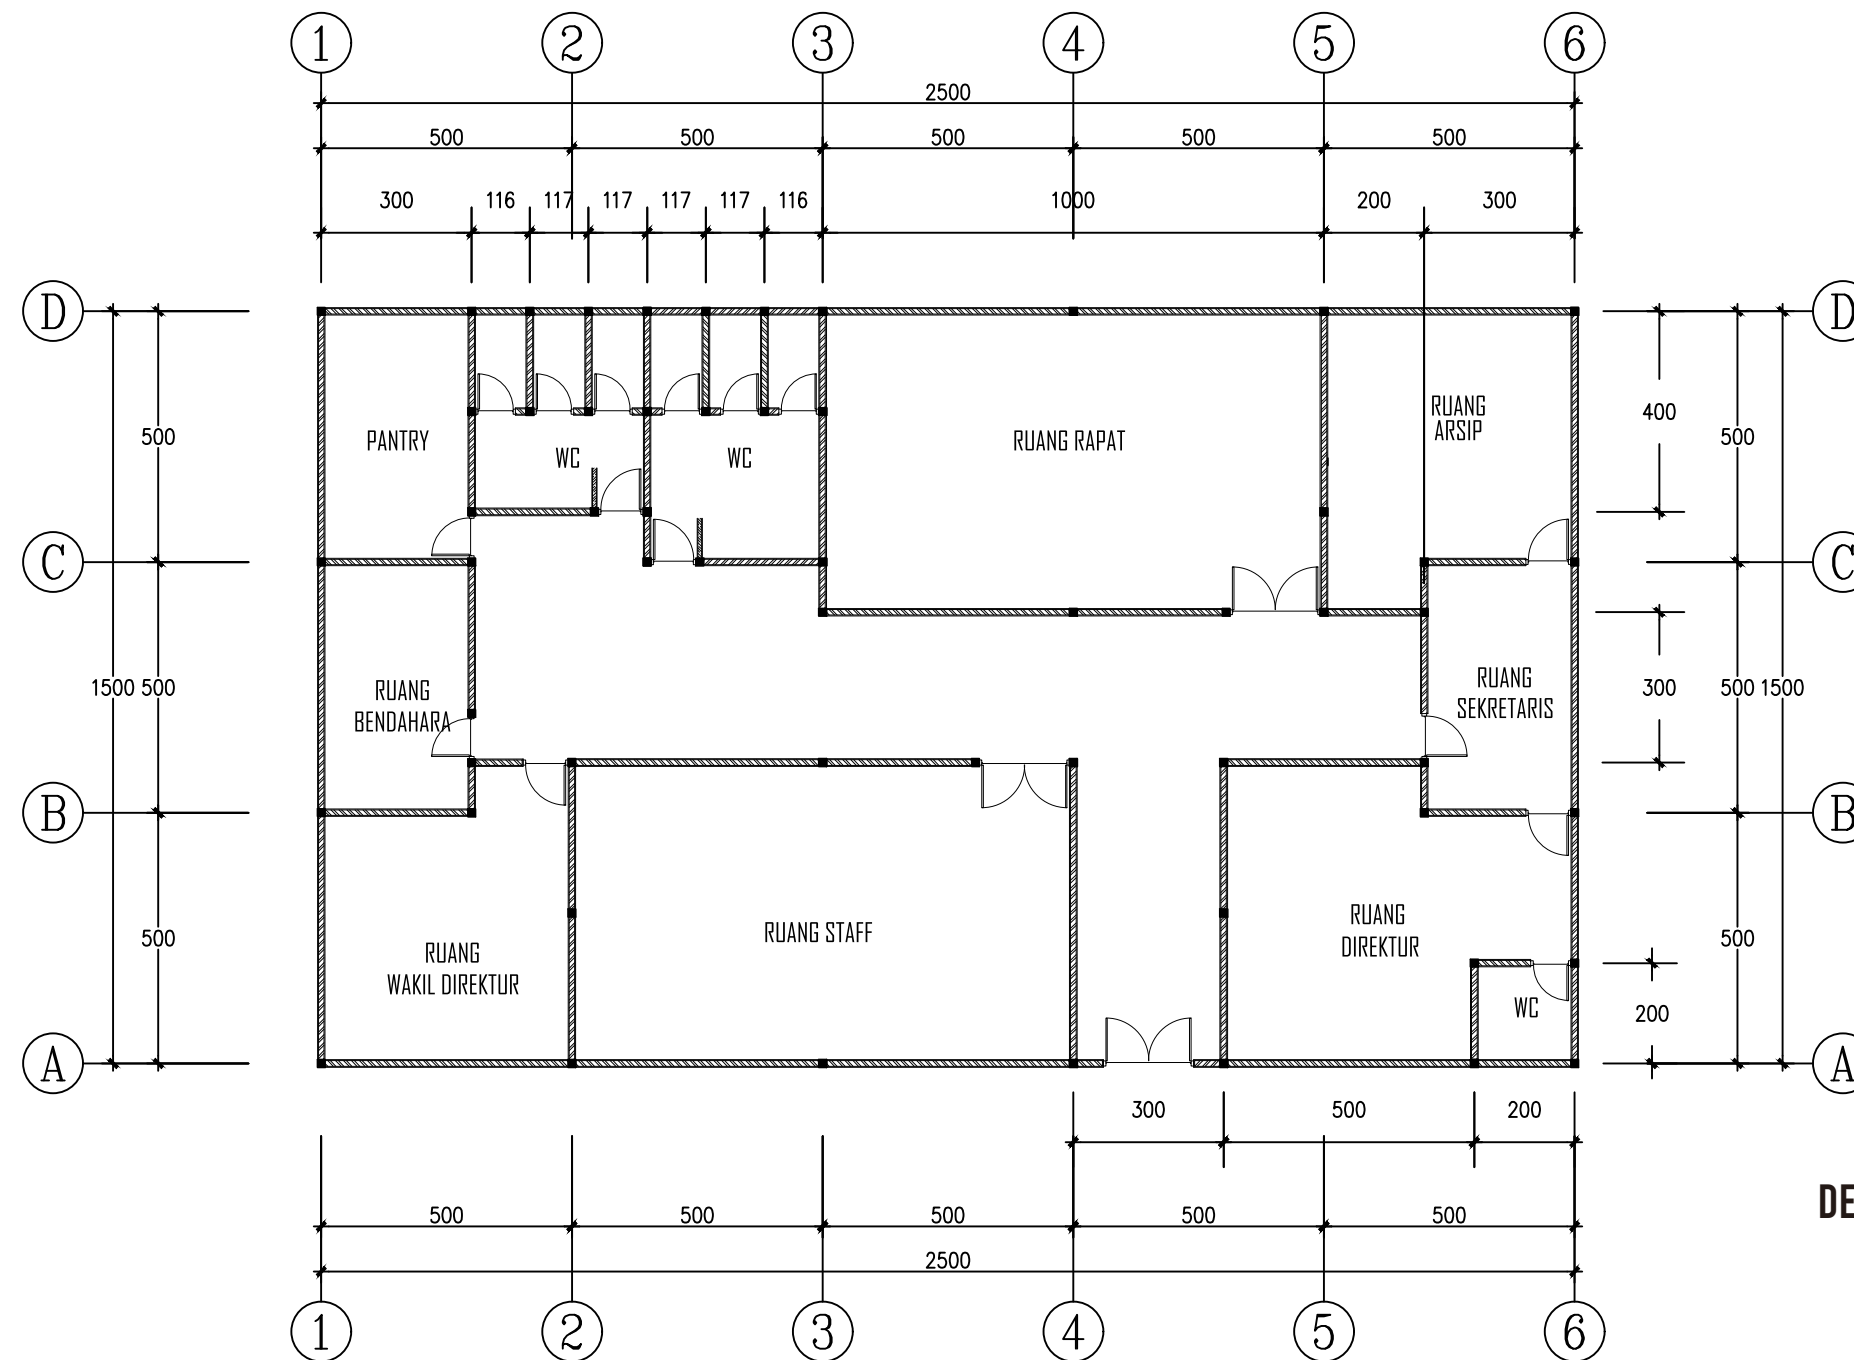 1 2 3 4 5 6
2500
500 500 500 500 500
300 116 117 117 117 117 116 1000 200 300
D D
RUANG
ARSIP
400
500 PANTRY RUANG RAPAT 500
WC WC
C C
RUANG
BENDAHARA
RUANG
SEKRETARIS
1500 500 300 500 1500
B B
RUANG
WAKIL DIREKTUR
RUANG STAFF
RUANG
DIREKTUR
500 500
WC
200
A A
300 500 200
DE
500 500 500 500 500
2500
1 2 3 4 5 6